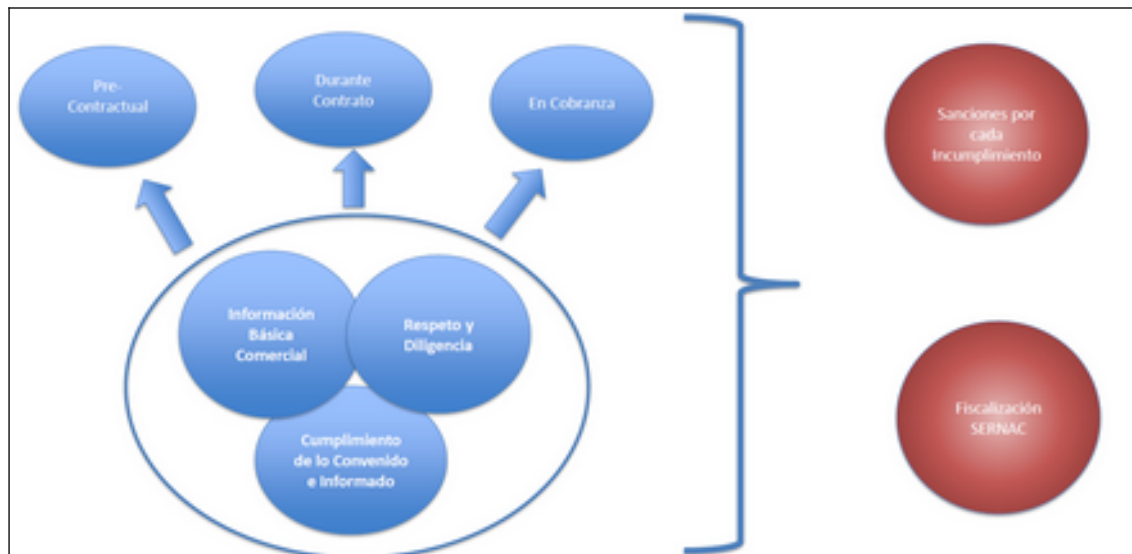 Pre-
Contractual
Durante
Contrato
En Cobranza
Sanciones por
cada
Incumplimiento
Información
Básica
Comercial
Respeto y
Diligencia
Cumplimiento
de lo Convenido
e Informado
Fiscalización
SERNAC